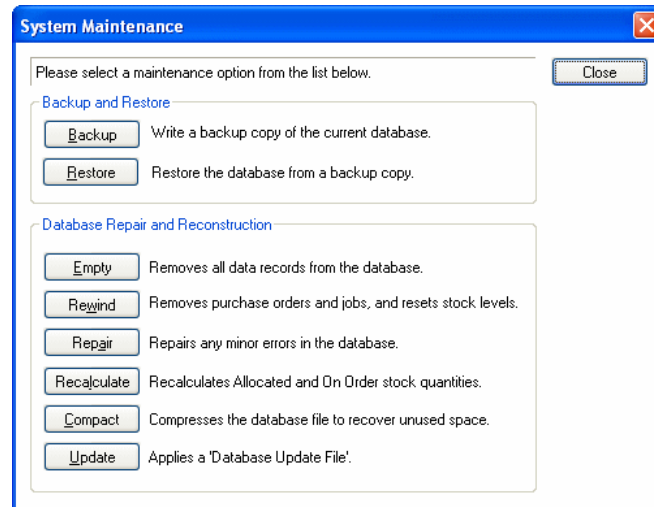 System Maintenance
Please select a maintenance option from the list below.
Close
Backup and Restore
Backup Write a backup copy of the current database.
Restore Restore the database from a backup copy.
Database Repair and Reconstruction
Empty Removes all data records from the database.
Rewind Removes purchase orders and jobs, and resets stock levels.
Repair Repairs any minor errors in the database.
Recalculate Recalculates Allocated and On Order stock quantities.
Compact Compresses the database file to recover unused space.
Update Applies a 'Database Update File'.